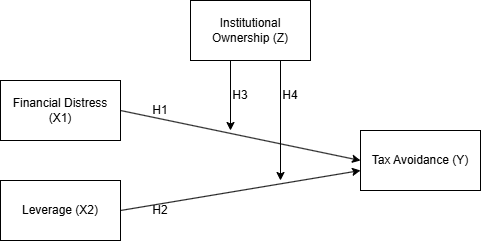 Institutional
Ownership (Z)
H3
H4
Financial Distress
(X1)
H1
Tax Avoidance (Y)
Leverage (X2)
H2